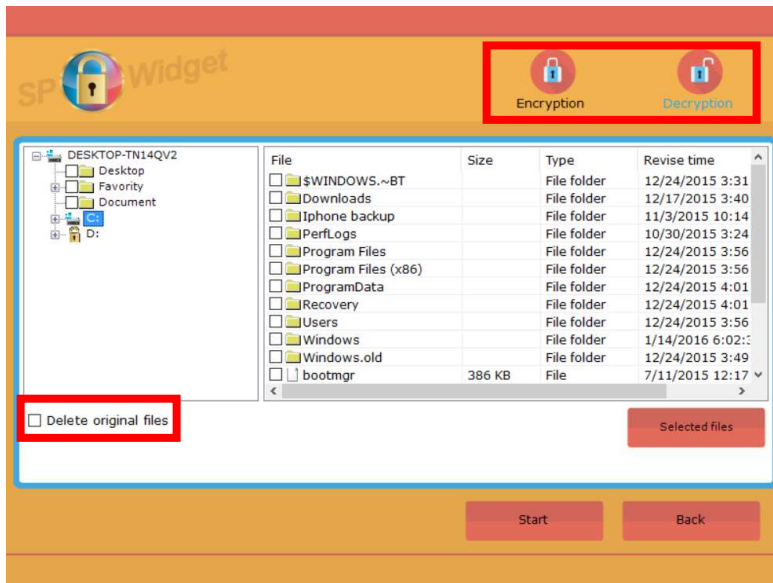 SP Widget
Encryption
Decryption
DESKTOP-TN14QV2
Desktop
Favority
Document
C:
D:
File Size Type Revise time
$WINDOWS.~BT File folder 12/24/2015 3:31
Downloads File folder 12/17/2015 3:40
Iphone backup File folder 11/3/2015 10:14
PerfLogs File folder 10/30/2015 3:24
Program Files File folder 12/24/2015 3:56
Program Files (x86) File folder 12/24/2015 3:56
ProgramData File folder 12/24/2015 4:01
Recovery File folder 12/24/2015 4:01
Users File folder 12/24/2015 3:56
Windows File folder 1/14/2016 6:02:
Windows.old File folder 12/24/2015 3:49
bootmgr 386 KB File 7/11/2015 12:17
Delete original files
Selected files
Start
Back